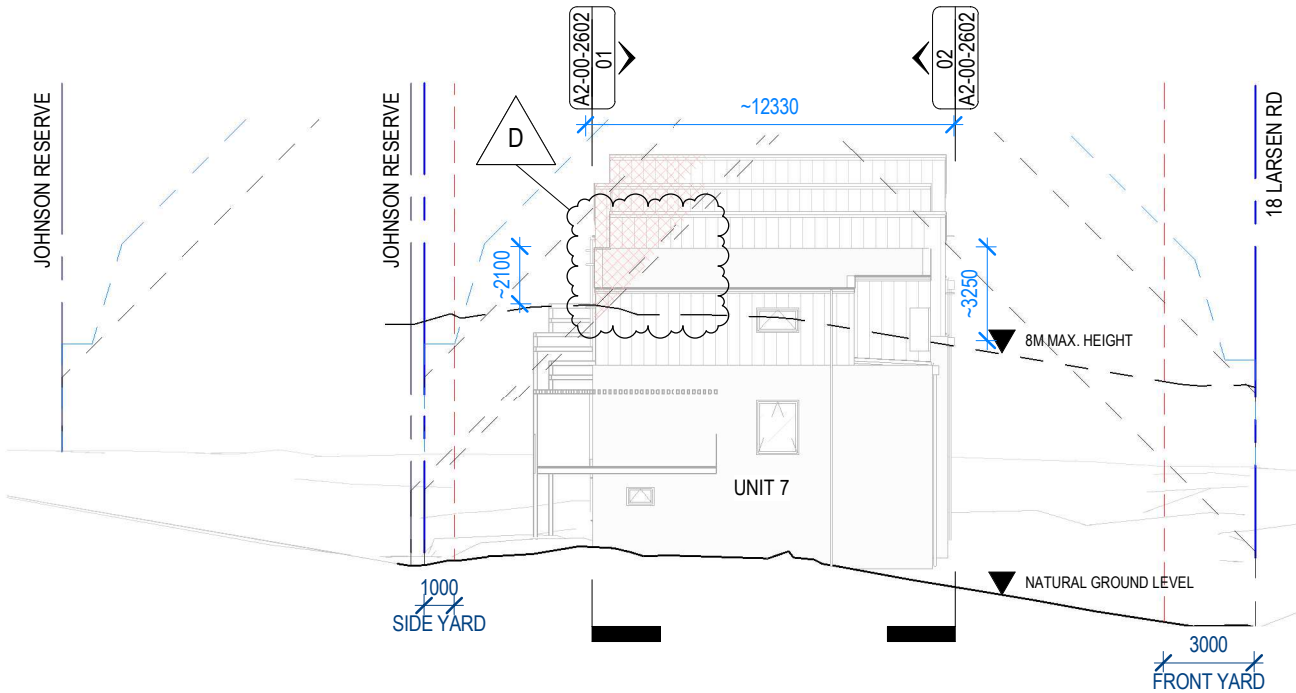 A2-00-2602
01
02
A2-00-2602
~12330
JOHNSON RESERVE
JOHNSON RESERVE
D
18 LARSEN RD
~2100
~3250
8M MAX. HEIGHT
UNIT 7
NATURAL GROUND LEVEL
1000
SIDE YARD
3000
FRONT YARD